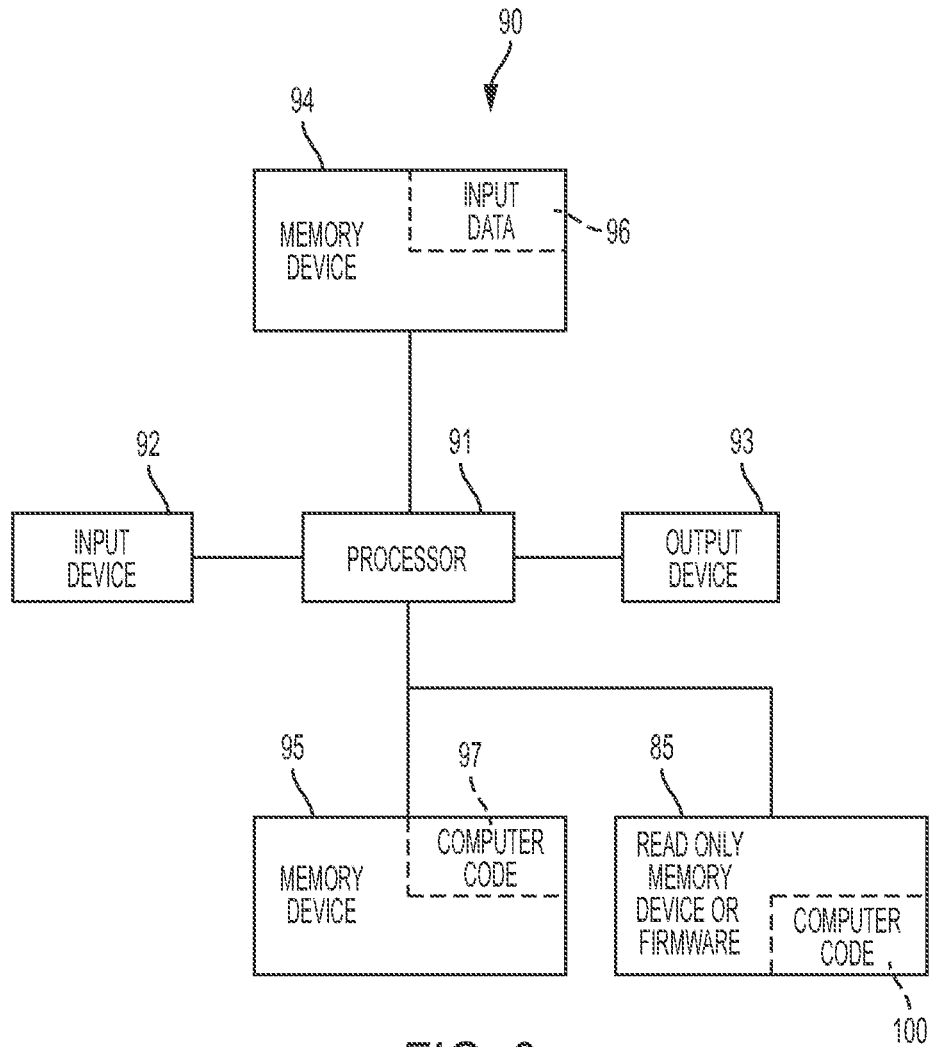 90
94
INPUT
DATA
96
MEMORY
DEVICE
92
91
93
INPUT
DEVICE
PROCESSOR
OUTPUT
DEVICE
95
97
85
COMPUTER
CODE
MEMORY
DEVICE
READ ONLY
MEMORY
DEVICE OR
FIRMWARE
COMPUTER
CODE
100
FIG.